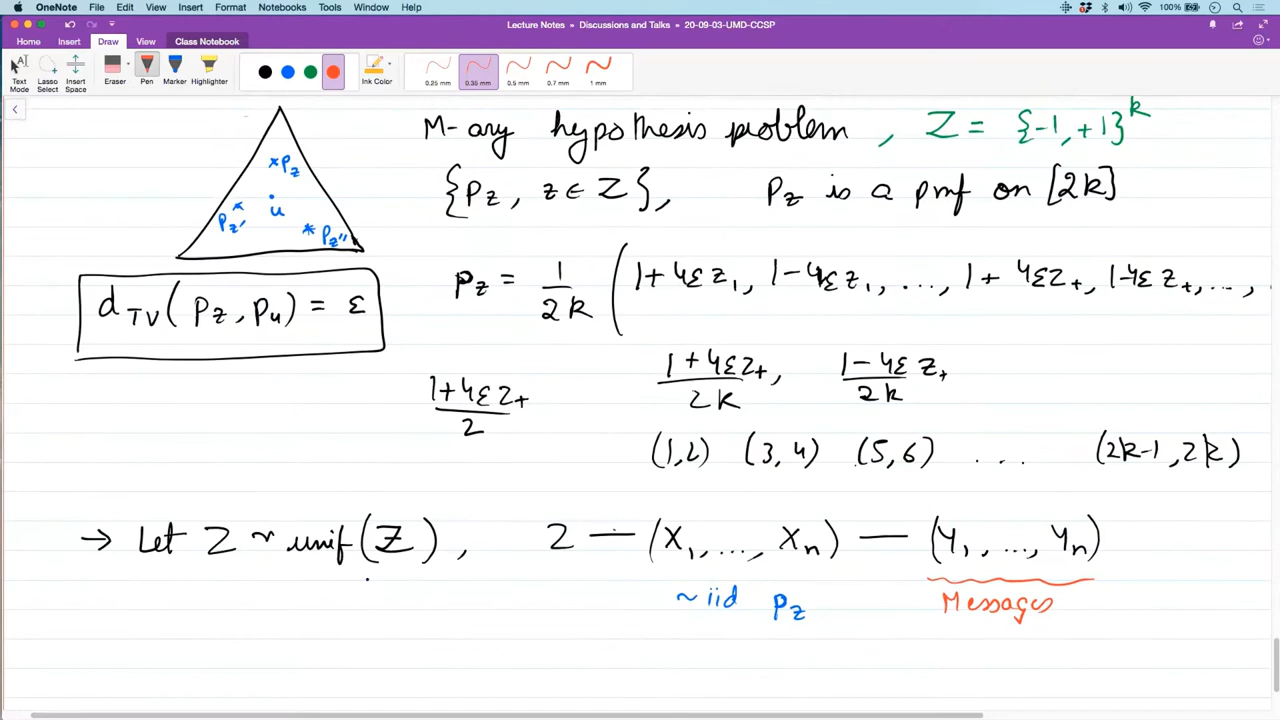 OneNote File Edit View Insert Format Notebooks Tools Window Help 100%
Lecture Notes » Discussions and Talks » 20-09-03-UMD-CCSP
Home Insert Draw View Class Notebook
Text Mode Lasso Select Insert Space Eraser Pen Marker Highlighter Ink Color 0.25 mm 0.35 mm 0.5 mm 0.7 mm 1 mm
M-ary hypothesis problem , Z = {-1, +1}^k
{p_z , z ∈ Z}, p_z is a pmf on [2k]
p_z
u
p_z'
p_z''
p_z = 1/2k ( 1+4εz_1, 1-4εz_1, ..., 1+4εz_t, 1-4εz_t, ...,
d_TV(p_z, p_u) = ε
(1+4εz_t)/2k, (1-4ε)/2k z_t
(1+4εz_t)/2
(1,2) (3,4) (5,6) ... (2k-1, 2k)
→ Let Z ~ unif(Z), Z — (X_1, ..., X_n) — (Y_1, ..., Y_n)
~ iid p_z Messages